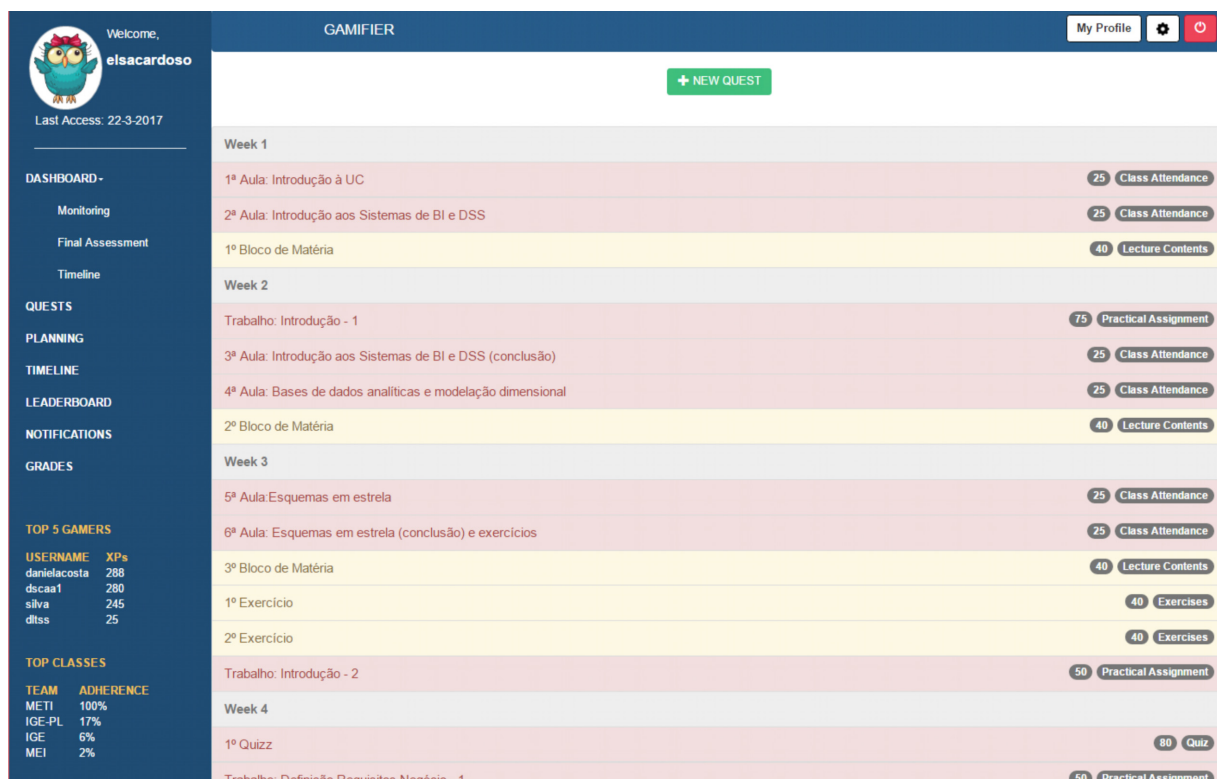 Welcome,
elsacardoso
Last Access: 22-3-2017
DASHBOARD
Monitoring
Final Assessment
Timeline
QUESTS
PLANNING
TIMELINE
LEADERBOARD
NOTIFICATIONS
GRADES
TOP 5 GAMERS
USERNAME XPs
danielacosta 288
dscaa1 280
silva 245
dltss 25
TOP CLASSES
TEAM ADHERENCE
METI 100%
IGE-PL 17%
IGE 6%
MEI 2%
GAMIFIER
My Profile
+ NEW QUEST
Week 1
1ª Aula: Introdução à UC 25 Class Attendance
2ª Aula: Introdução aos Sistemas de BI e DSS 25 Class Attendance
1º Bloco de Matéria 40 Lecture Contents
Week 2
Trabalho: Introdução - 1 75 Practical Assignment
3ª Aula: Introdução aos Sistemas de BI e DSS (conclusão) 25 Class Attendance
4ª Aula: Bases de dados analíticas e modelação dimensional 25 Class Attendance
2º Bloco de Matéria 40 Lecture Contents
Week 3
5ª Aula:Esquemas em estrela 25 Class Attendance
6ª Aula: Esquemas em estrela (conclusão) e exercícios 25 Class Attendance
3º Bloco de Matéria 40 Lecture Contents
1º Exercício 40 Exercises
2º Exercício 40 Exercises
Trabalho: Introdução - 2 50 Practical Assignment
Week 4
1º Quizz 80 Quiz
Trabalho: Definição Requisitos Negócio - 1 50 Practical Assignment